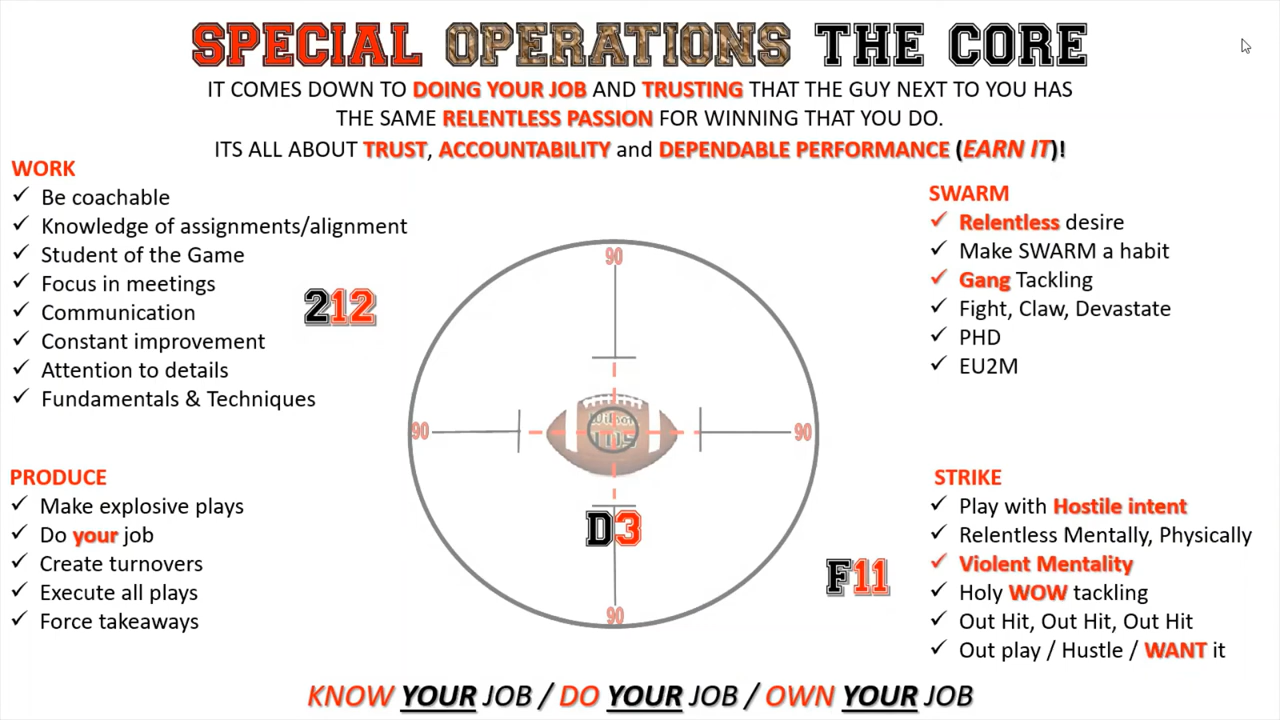 SPECIAL OPERATIONS THE CORE
IT COMES DOWN TO DOING YOUR JOB AND TRUSTING THAT THE GUY NEXT TO YOU HAS
THE SAME RELENTLESS PASSION FOR WINNING THAT YOU DO.
ITS ALL ABOUT TRUST, ACCOUNTABILITY and DEPENDABLE PERFORMANCE (EARN IT)!
WORK
Be coachable
Knowledge of assignments/alignment
Student of the Game
Focus in meetings
Communication
Constant improvement
Attention to details
Fundamentals & Techniques
212
SWARM
Relentless desire
Make SWARM a habit
Gang Tackling
Fight, Claw, Devastate
PHD
EU2M
90
90
90
Wilson
D3
90
F11
PRODUCE
Make explosive plays
Do your job
Create turnovers
Execute all plays
Force takeaways
STRIKE
Play with Hostile intent
Relentless Mentally, Physically
Violent Mentality
Holy WOW tackling
Out Hit, Out Hit, Out Hit
Out play / Hustle / WANT it
KNOW YOUR JOB / DO YOUR JOB / OWN YOUR JOB